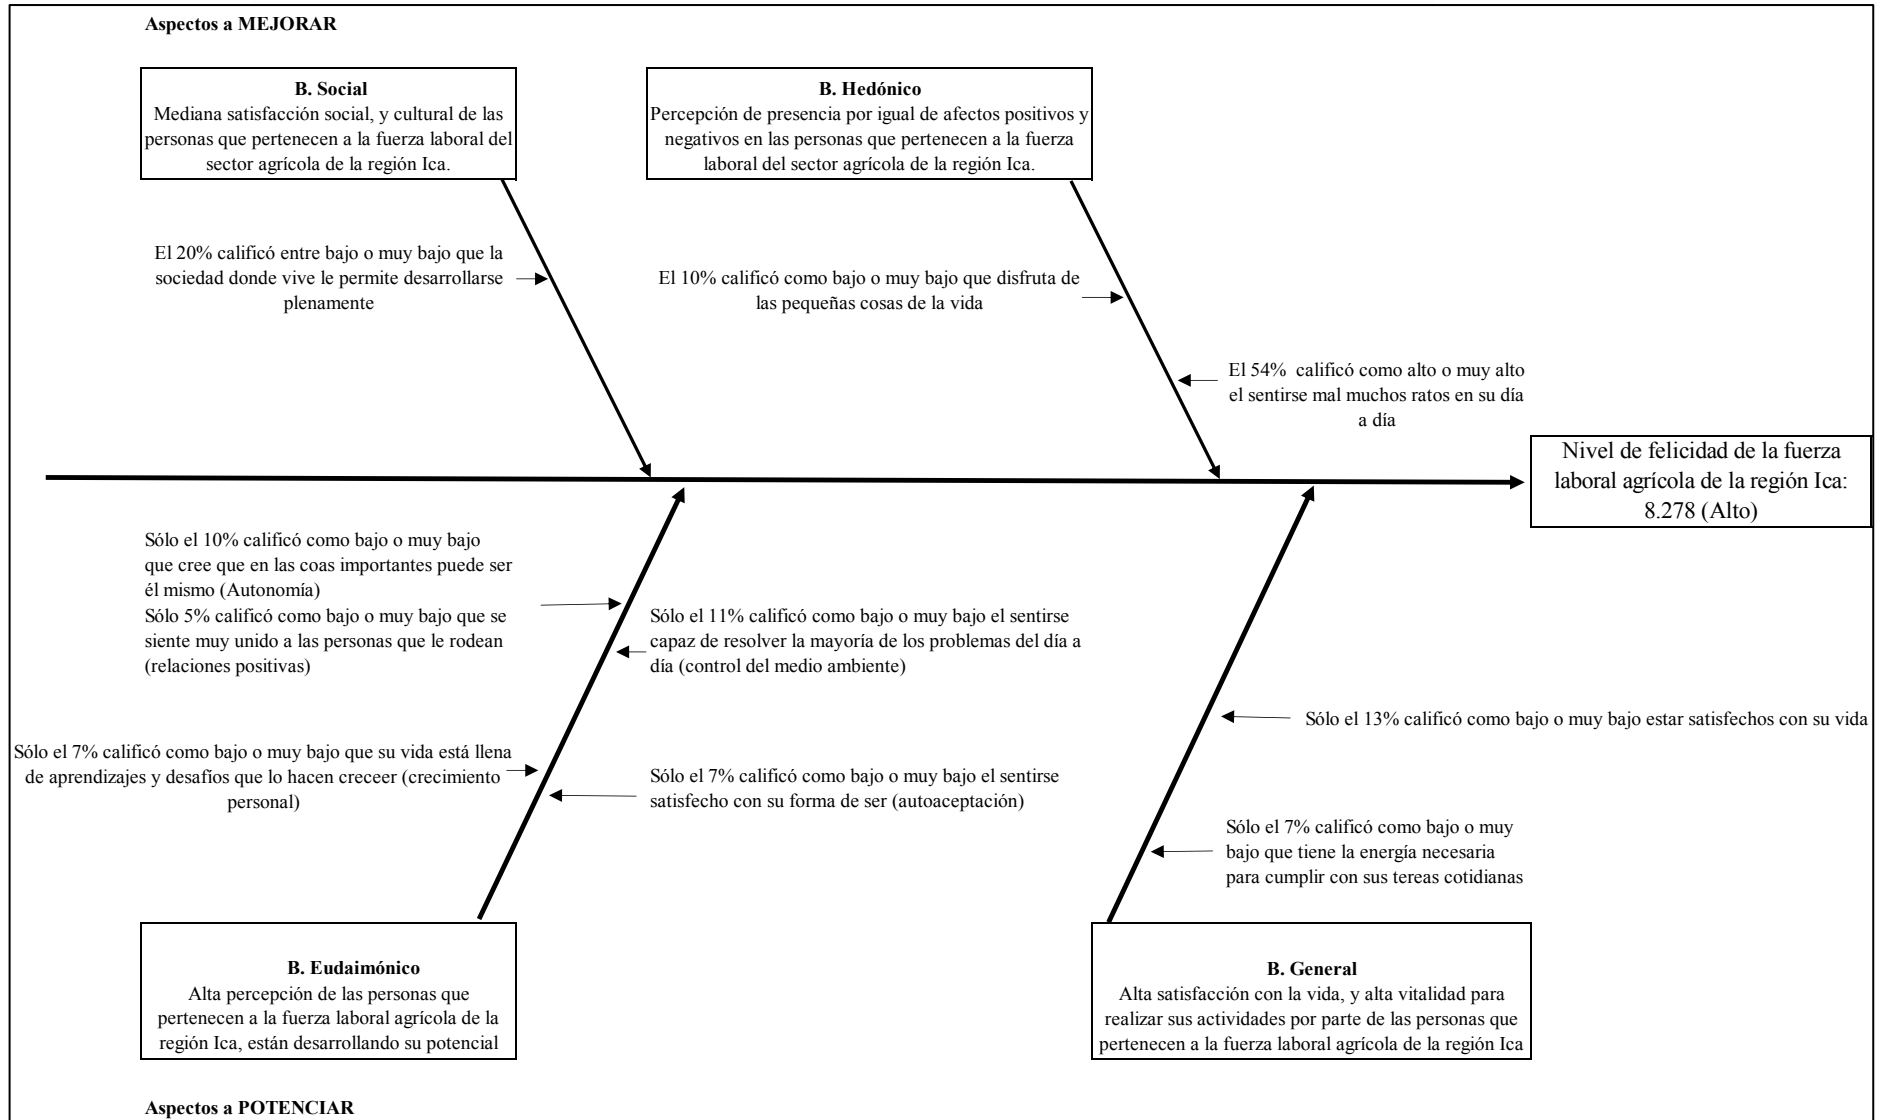 Aspectos a MEJORAR
B. Social
Mediana satisfacción social, y cultural de las
personas que pertenecen a la fuerza laboral del
sector agrícola de la región Ica.
B. Hedónico
Percepción de presencia por igual de afectos positivos y
negativos en las personas que pertenecen a la fuerza
laboral del sector agrícola de la región Ica.
El 20% calificó entre bajo o muy bajo que la
sociedad donde vive le permite desarrollarse
plenamente
El 10% calificó como bajo o muy bajo que disfruta de
las pequeñas cosas de la vida
El 54% calificó como alto o muy alto
el sentirse mal muchos ratos en su día
a día
Nivel de felicidad de la fuerza
laboral agrícola de la región Ica:
8.278 (Alto)
Sólo el 10% calificó como bajo o muy bajo
que cree que en las coas importantes puede ser
él mismo (Autonomía)
Sólo 5% calificó como bajo o muy bajo que se
siente muy unido a las personas que le rodean
(relaciones positivas)
Sólo el 11% calificó como bajo o muy bajo el sentirse
capaz de resolver la mayoría de los problemas del día a
día (control del medio ambiente)
Sólo el 13% calificó como bajo o muy bajo estar satisfechos con su vida
Sólo el 7% calificó como bajo o muy bajo que su vida está llena
de aprendizajes y desafíos que lo hacen creceer (crecimiento
personal)
Sólo el 7% calificó como bajo o muy bajo el sentirse
satisfecho con su forma de ser (autoaceptación)
Sólo el 7% calificó como bajo o muy
bajo que tiene la energía necesaria
para cumplir con sus tereas cotidianas
B. Eudaimónico
Alta percepción de las personas que
pertenecen a la fuerza laboral agrícola de la
región Ica, están desarrollando su potencial
B. General
Alta satisfacción con la vida, y alta vitalidad para
realizar sus actividades por parte de las personas que
pertenecen a la fuerza laboral agrícola de la región Ica
Aspectos a POTENCIAR